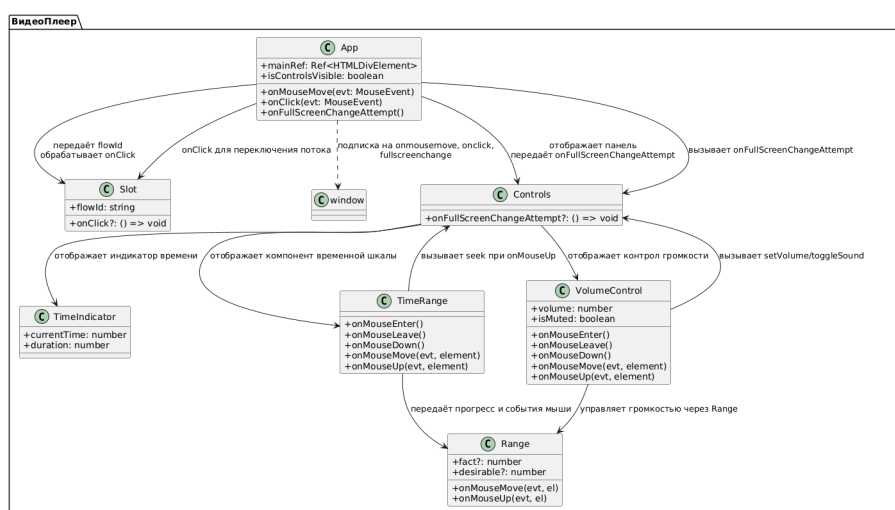 ВидеоПлеер
C App
+mainRef: Ref<HTMLDivElement>
+isControlsVisible: boolean
+onMouseMove(evt: MouseEvent)
+onClick(evt: MouseEvent)
+onFullScreenChangeAttempt()
передаёт flowId
обрабатывает onClick
onClick для переключения потока
подписка на onmousemove, onclick,
fullscreenchange
отображает панель
передаёт onFullScreenChangeAttempt
вызывает onFullScreenChangeAttempt
C Slot
+flowId: string
+onClick?: () => void
C window
C Controls
+onFullScreenChangeAttempt?: () => void
отображает индикатор времени
отображает компонент временной шкалы
вызывает seek при onMouseUp
отображает контрол громкости
вызывает setVolume/toggleSound
C TimeIndicator
+currentTime: number
+duration: number
C TimeRange
+onMouseEnter()
+onMouseLeave()
+onMouseDown()
+onMouseMove(evt, element)
+onMouseUp(evt, element)
C VolumeControl
+volume: number
+isMuted: boolean
+onMouseEnter()
+onMouseLeave()
+onMouseDown()
+onMouseMove(evt, element)
+onMouseUp(evt, element)
передаёт прогресс и события мыши
управляет громкостью через Range
C Range
+fact?: number
+desirable?: number
+onMouseMove(evt, el)
+onMouseUp(evt, el)